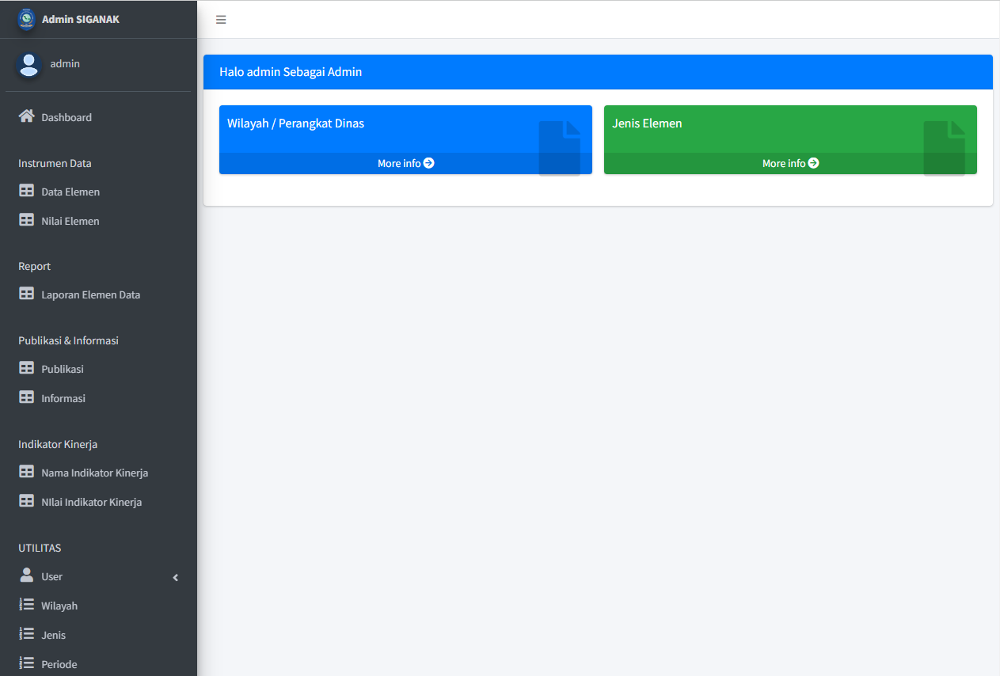 Admin SIGANAK
admin
Dashboard
Instrumen Data
Data Elemen
Nilai Elemen
Report
Laporan Elemen Data
Publikasi & Informasi
Publikasi
Informasi
Indikator Kinerja
Nama Indikator Kinerja
NIlai Indikator Kinerja
UTILITAS
User
Wilayah
Jenis
Periode
Halo admin Sebagai Admin
Wilayah / Perangkat Dinas
More info
Jenis Elemen
More info